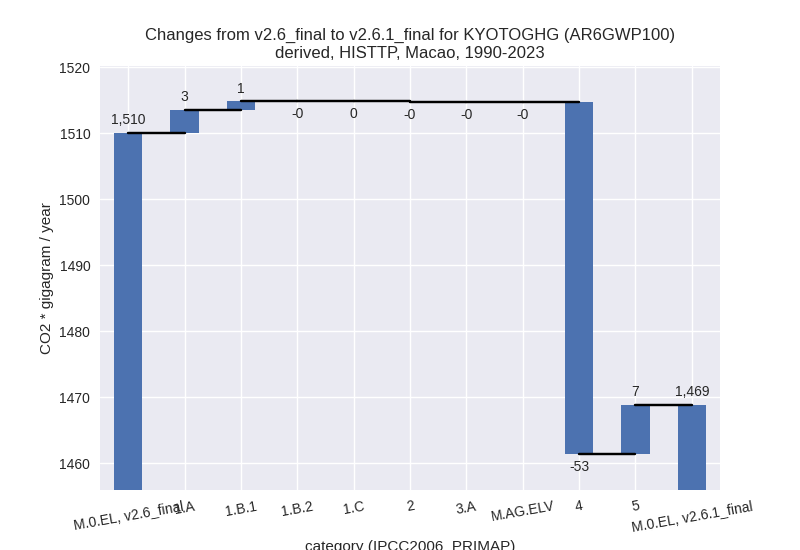 Changes from v2.6_final to v2.6.1_final for KYOTOGHG (AR6GWP100)
derived, HISTTP, Macao, 1990-2023
1520
1510
1500
1490
1480
1470
1460
CO2 * gigagram / year
1,510
3
1
-0
0
-0
-0
-0
-53
7
1,469
M.0.EL, v2.6_final
1.A
1.B.1
1.B.2
1.C
2
3.A
M.AG.ELV
4
5
M.0.EL, v2.6.1_final
category (IPCC2006_PRIMAP)